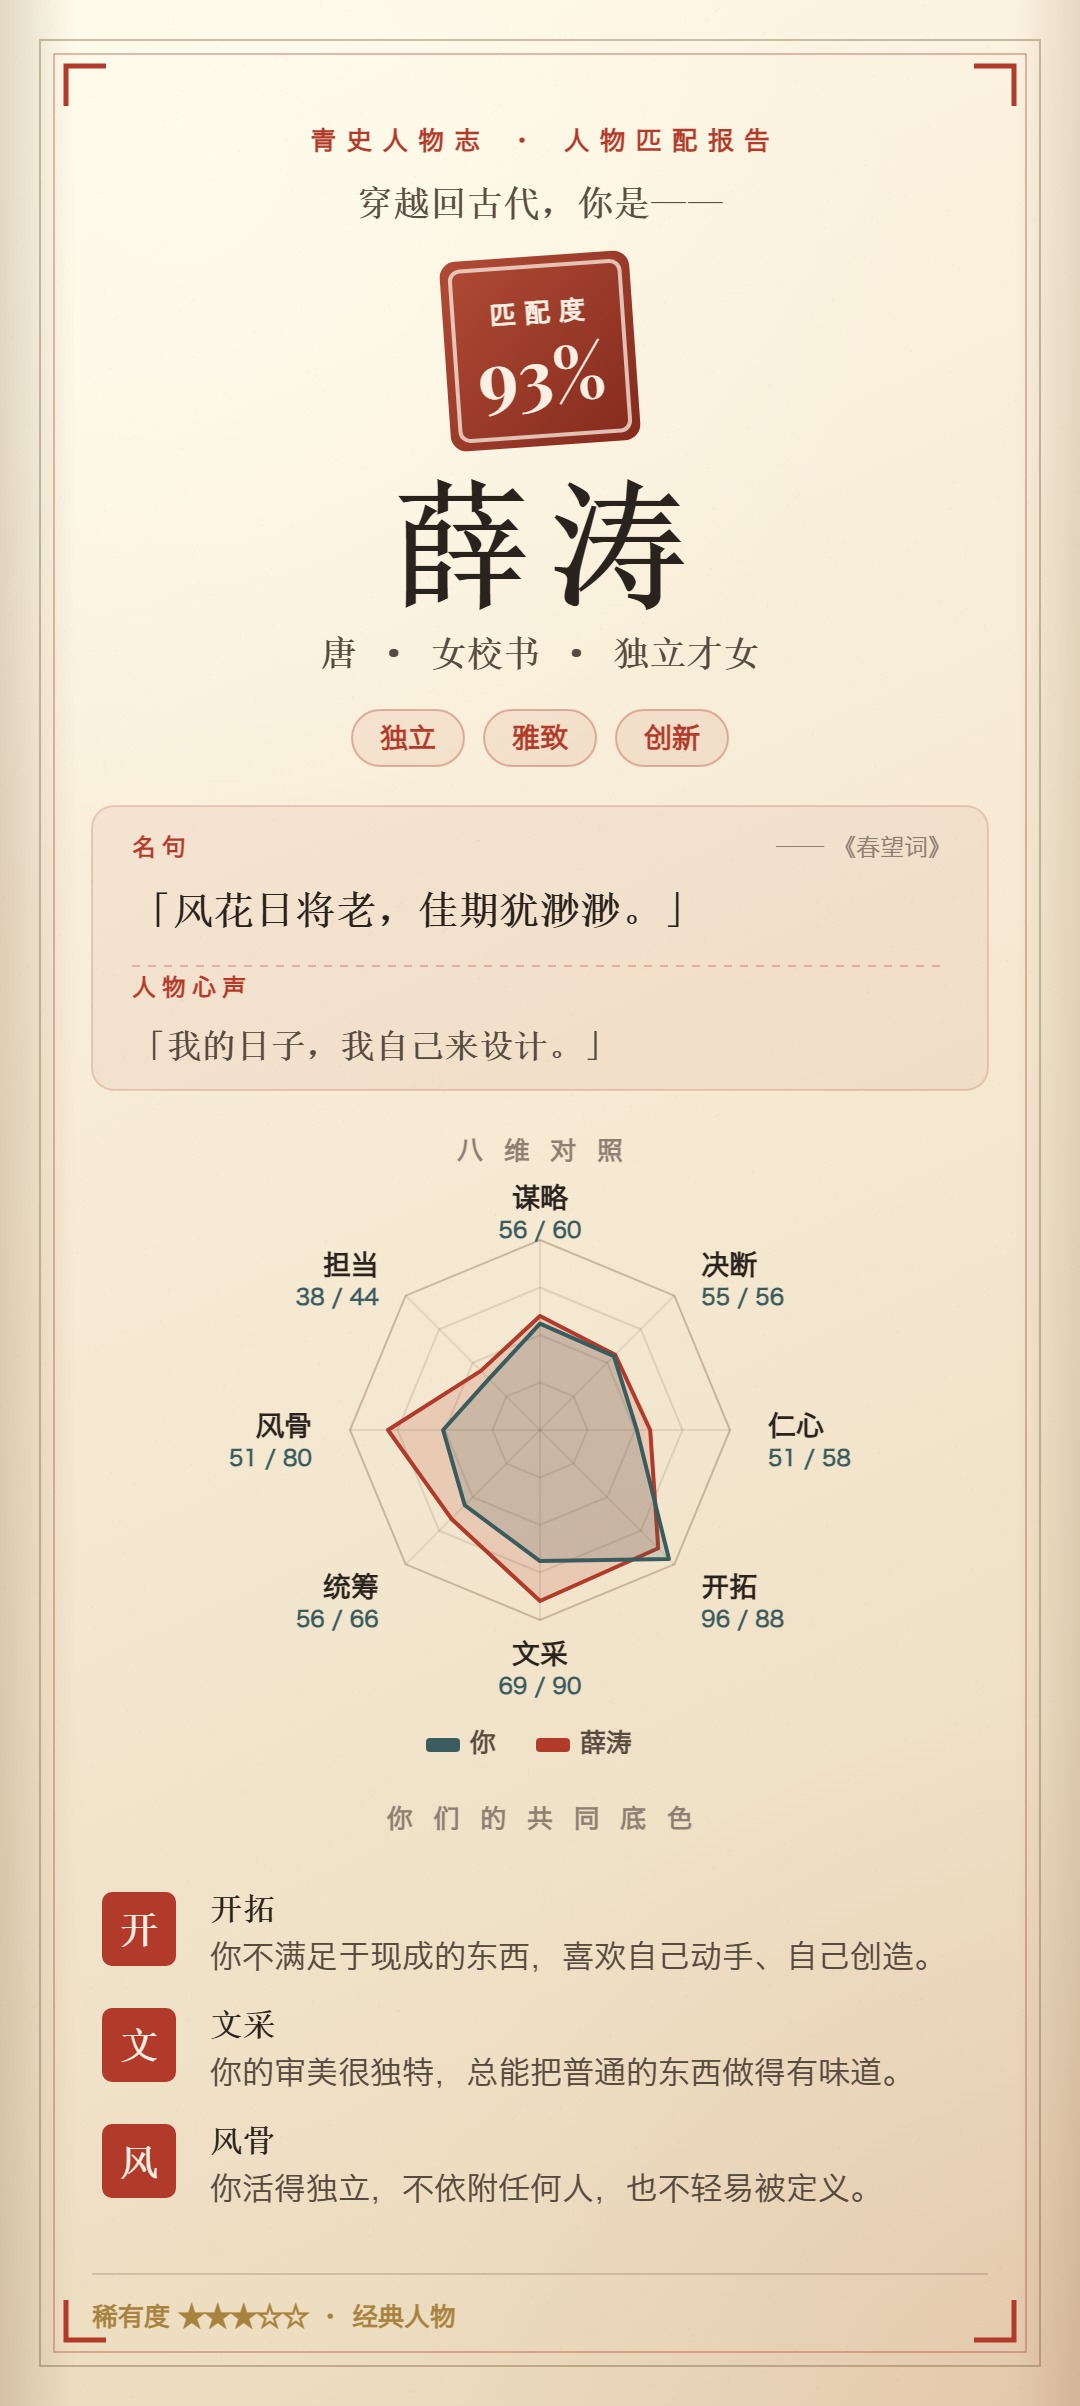 青史人物志 · 人物匹配报告
穿越回古代，你是——
匹配度
93%
薛涛
唐 • 女校书 • 独立才女
独立 雅致 创新
名句 —— 《春望词》
「风花日将老，佳期犹渺渺。」
人物心声
「我的日子，我自己来设计。」
八维对照
谋略
56 / 60
担当 决断
38 / 44 55 / 56
风骨 仁心
51 / 80 51 / 58
统筹 开拓
56 / 66 96 / 88
文采
69 / 90
你 薛涛
你们的共同底色
开 开拓
你不满足于现成的东西，喜欢自己动手、自己创造。
文 文采
你的审美很独特，总能把普通的东西做得有味道。
风 风骨
你活得独立，不依附任何人，也不轻易被定义。
稀有度 ★★★☆☆ · 经典人物